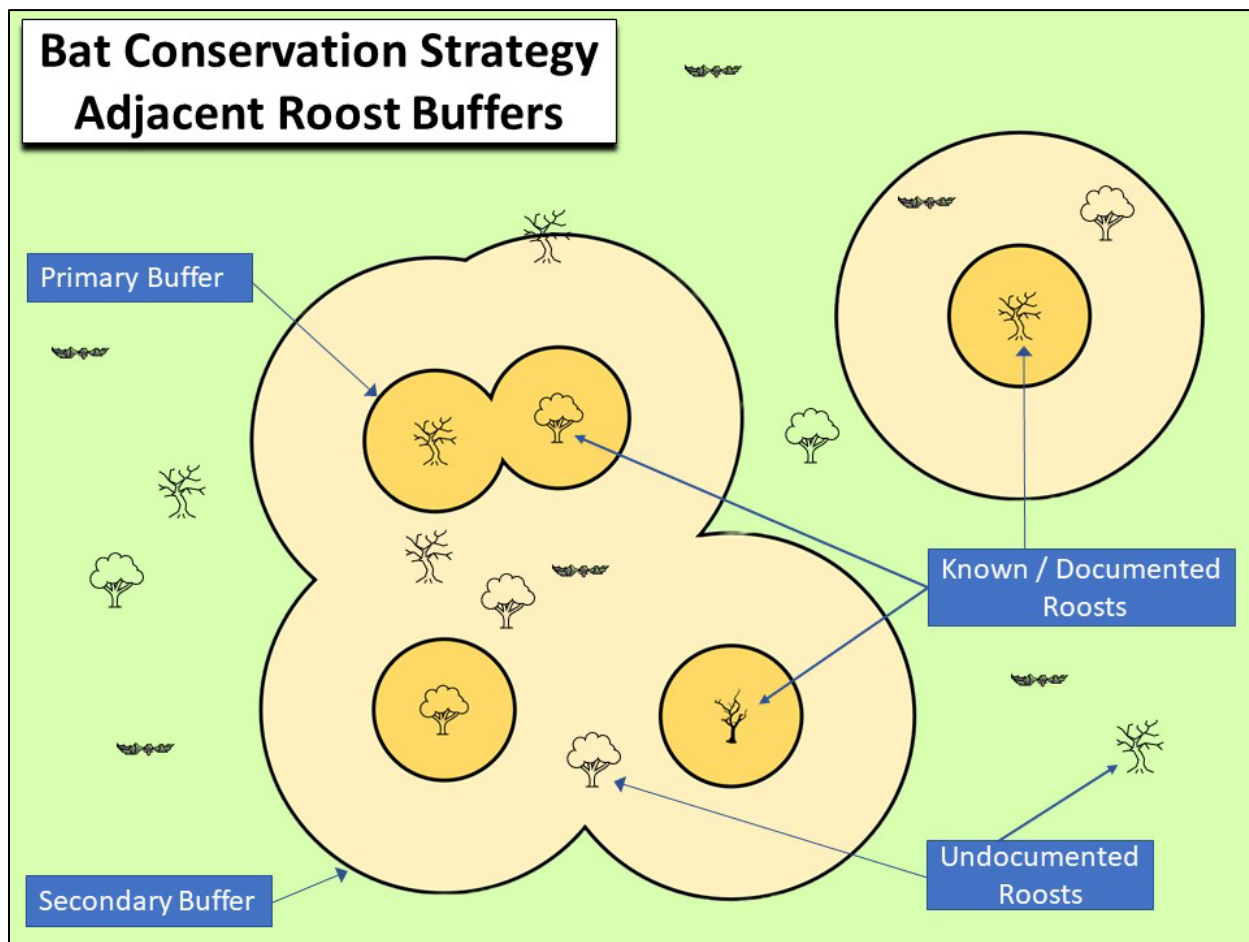 Bat Conservation Strategy
Adjacent Roost Buffers
Primary Buffer
Known / Documented
Roosts
Undocumented
Roosts
Secondary Buffer